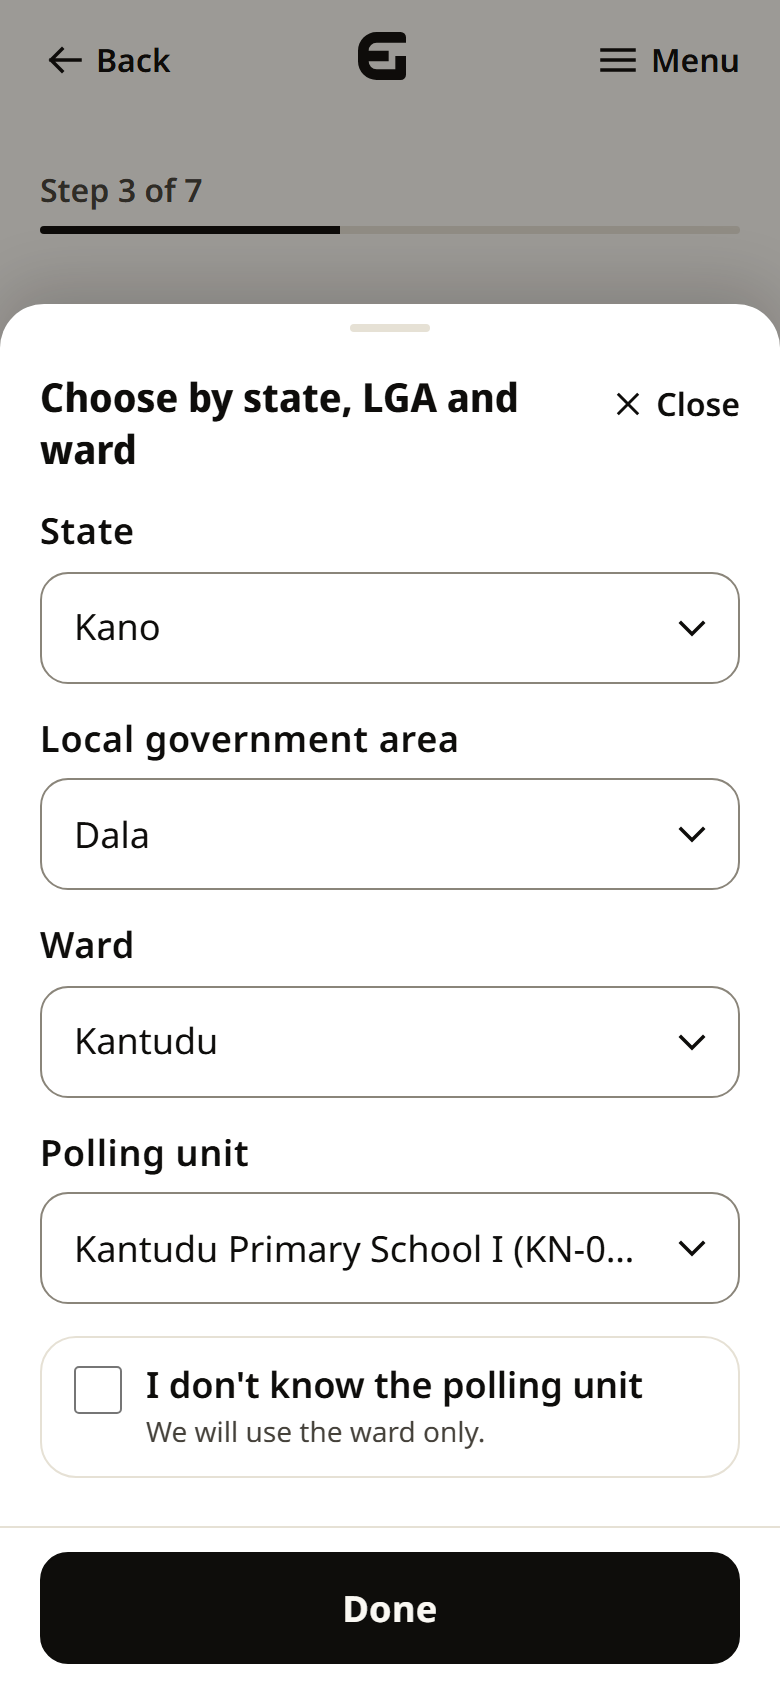 Back
Menu
Step 3 of 7
Choose by state, LGA and
ward
Close
State
Kano
Local government area
Dala
Ward
Kantudu
Polling unit
Kantudu Primary School I (KN-0...
I don't know the polling unit
We will use the ward only.
Done